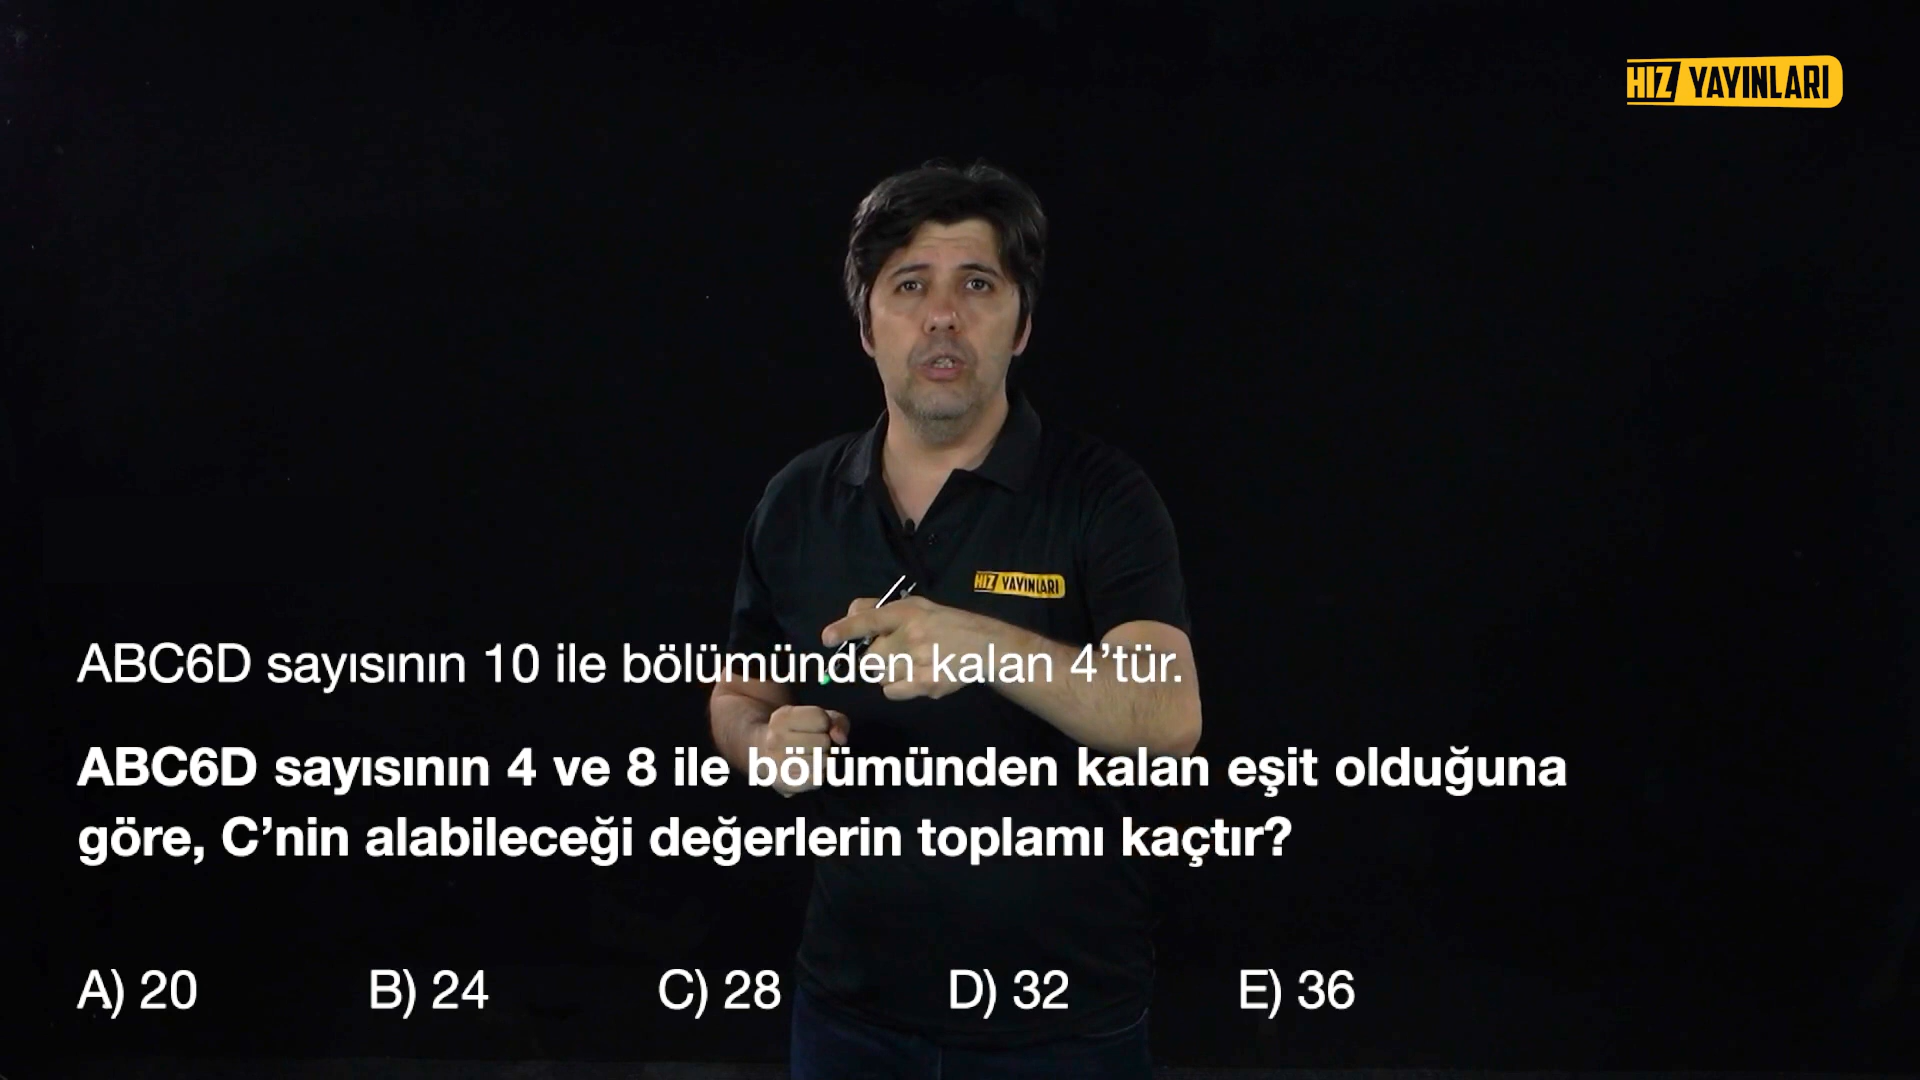 HIZ YAYINLARI
HIZ YAYINLARI
ABC6D sayısının 10 ile bölümünden kalan 4’tür.
ABC6D sayısının 4 ve 8 ile bölümünden kalan eşit olduğuna
göre, C’nin alabileceği değerlerin toplamı kaçtır?
A) 20 B) 24 C) 28 D) 32 E) 36